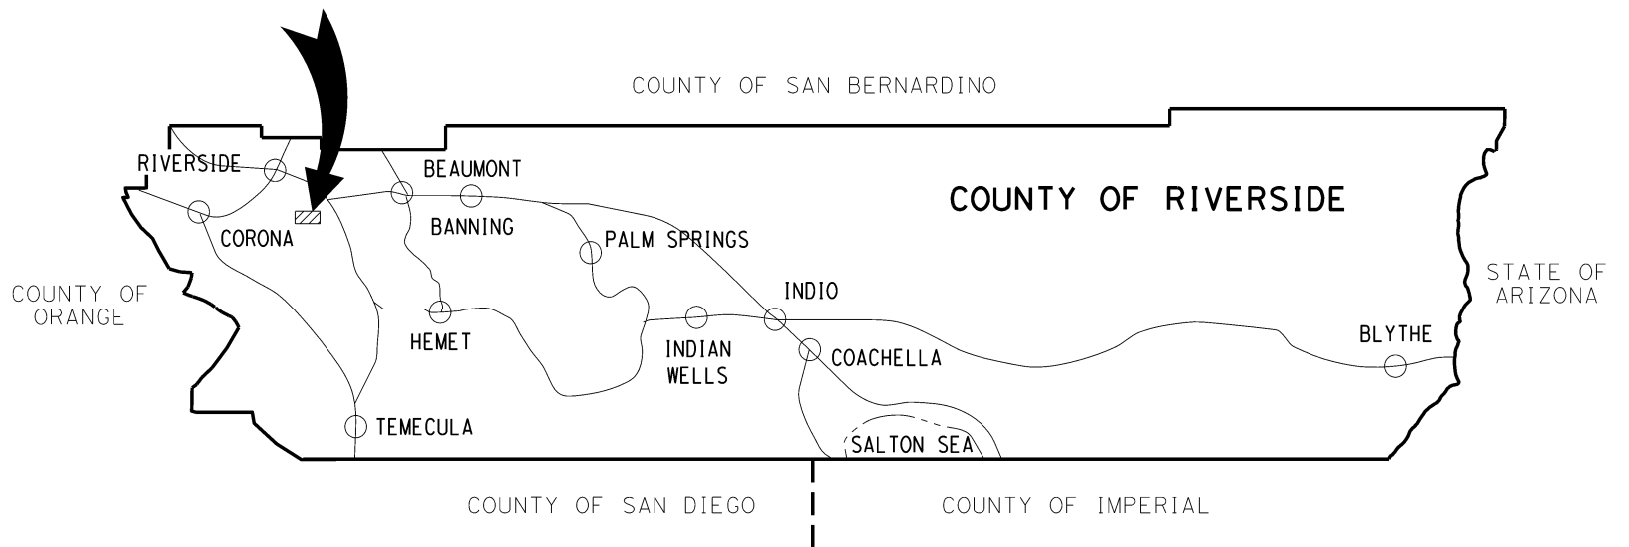 COUNTY OF SAN BERNARDINO
RIVERSIDE
BEAUMONT
COUNTY OF RIVERSIDE
BANNING
CORONA
PALM SPRINGS
STATE OF
ARIZONA
COUNTY OF
ORANGE
INDIO
HEMET
BLYTHE
INDIAN
WELLS
COACHELLA
TEMECULA
SALTON SEA
COUNTY OF SAN DIEGO
COUNTY OF IMPERIAL